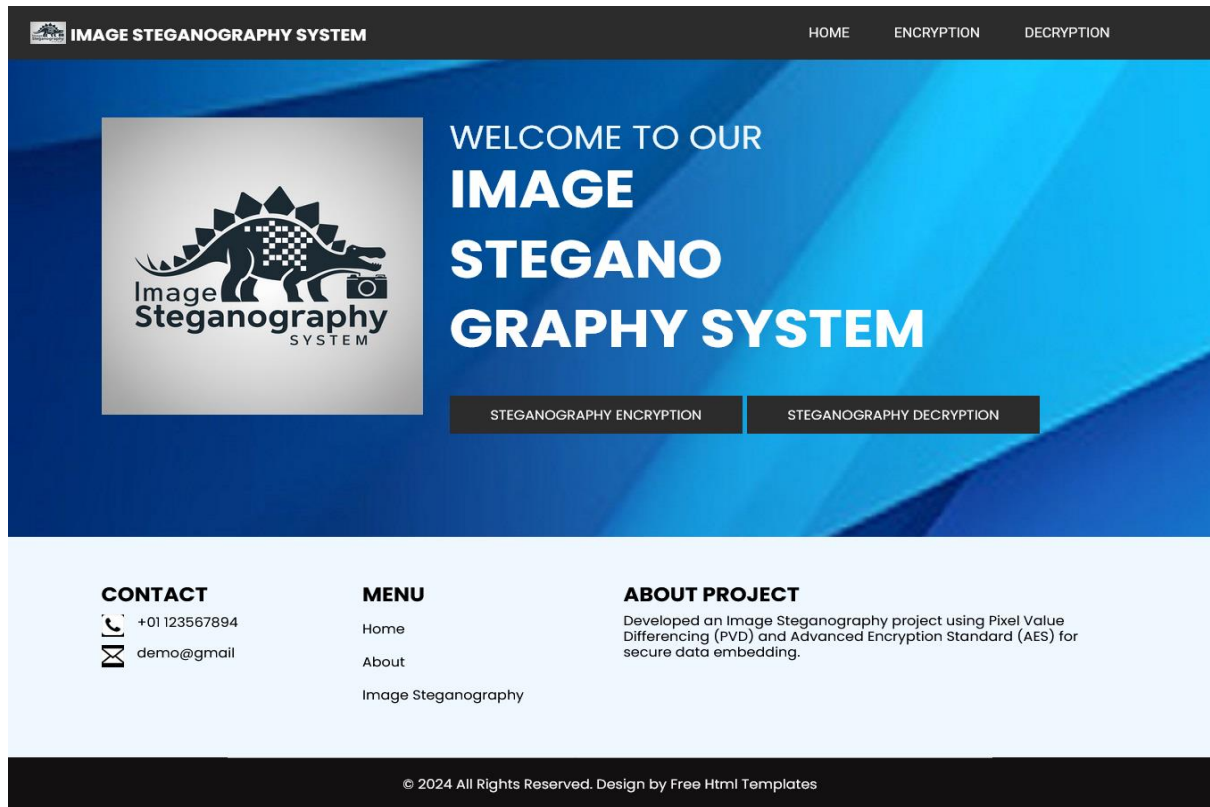 IMAGE STEGANOGRAPHY SYSTEM
HOME
ENCRYPTION
DECRYPTION
Image
Steganography
SYSTEM
WELCOME TO OUR
IMAGE
STEGANO
GRAPHY SYSTEM
STEGANOGRAPHY ENCRYPTION
STEGANOGRAPHY DECRYPTION
CONTACT
+01 123567894
demo@gmail
MENU
Home
About
Image Steganography
ABOUT PROJECT
Developed an Image Steganography project using Pixel Value
Differencing (PVD) and Advanced Encryption Standard (AES) for
secure data embedding.
© 2024 All Rights Reserved. Design by Free Html Templates